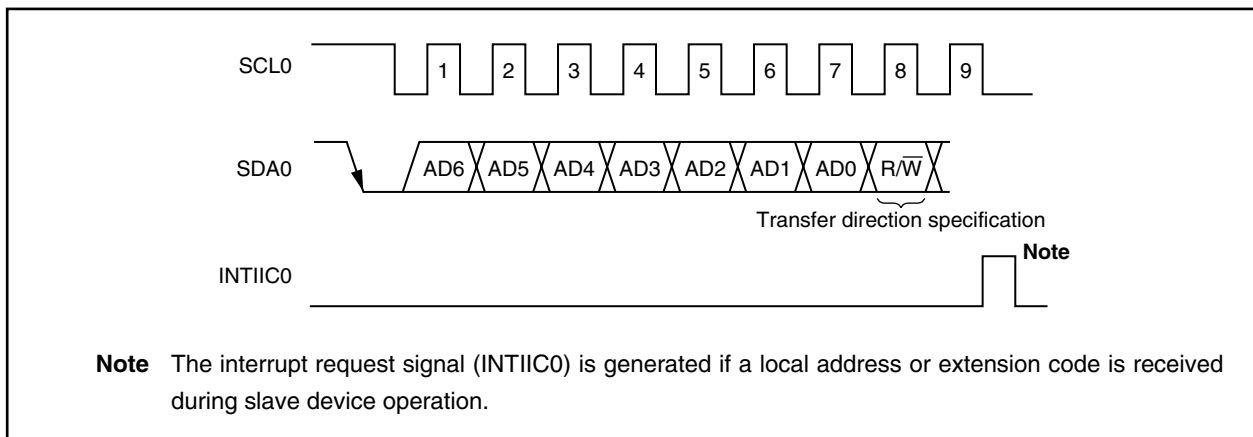 SCL0 1 2 3 4 5 6 7 8 9
SDA0 AD6 AD5 AD4 AD3 AD2 AD1 AD0 R/W̅
Transfer direction specification
Note
INTIIC0
Note The interrupt request signal (INTIIC0) is generated if a local address or extension code is received
during slave device operation.